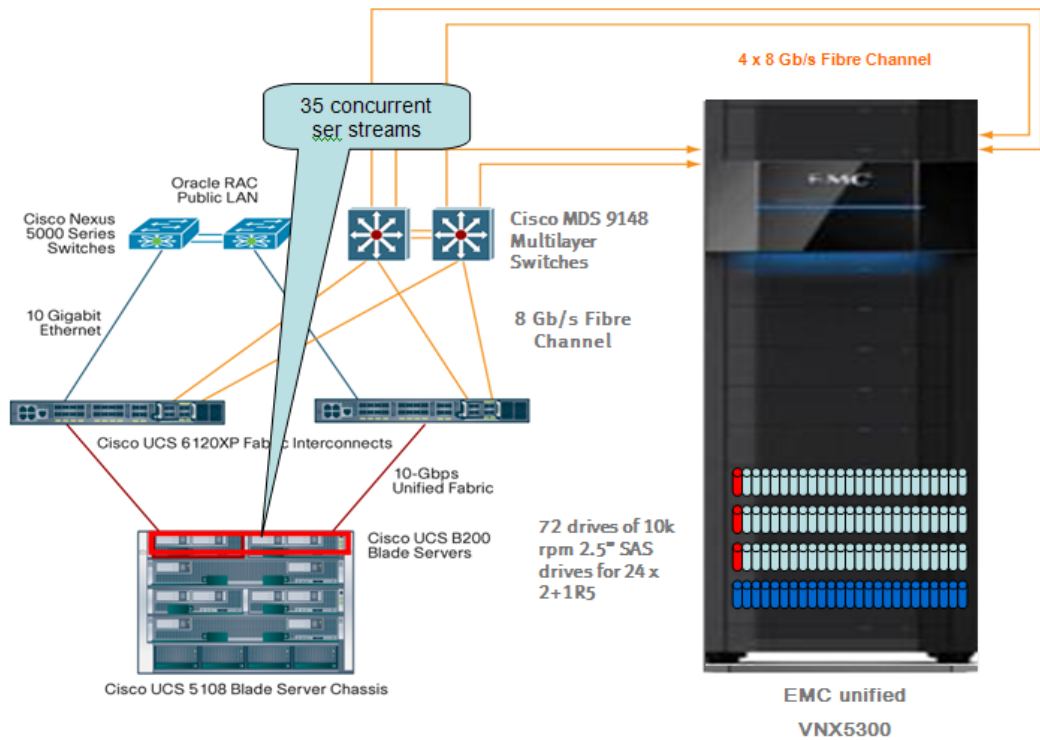 4 x 8 Gb/s Fibre Channel
35 concurrent
ser streams
EMC
Oracle RAC
Public LAN
Cisco Nexus
5000 Series
Switches
Cisco MDS 9148
Multilayer
Switches
10 Gigabit
Ethernet
8 Gb/s Fibre
Channel
Cisco UCS 6120XP Fabric Interconnects
10-Gbps
Unified Fabric
Cisco UCS B200
Blade Servers
72 drives of 10k
rpm 2.5" SAS
drives for 24 x
2+1R5
Cisco UCS 5108 Blade Server Chassis
EMC unified
VNX5300